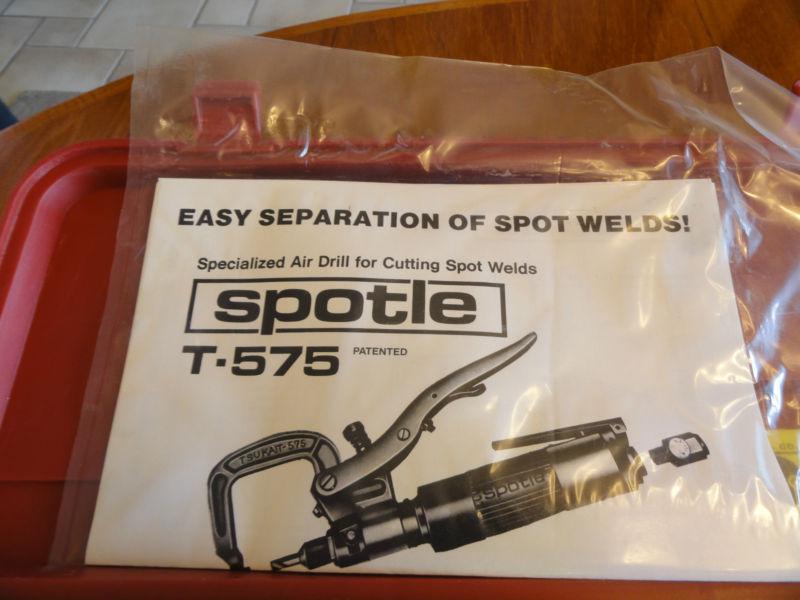 EASY SEPARATION OF SPOT WELDS!
Specialized Air Drill for Cutting Spot Welds
spotle
T-575 PATENTED
TSUKAIT-575
spotle